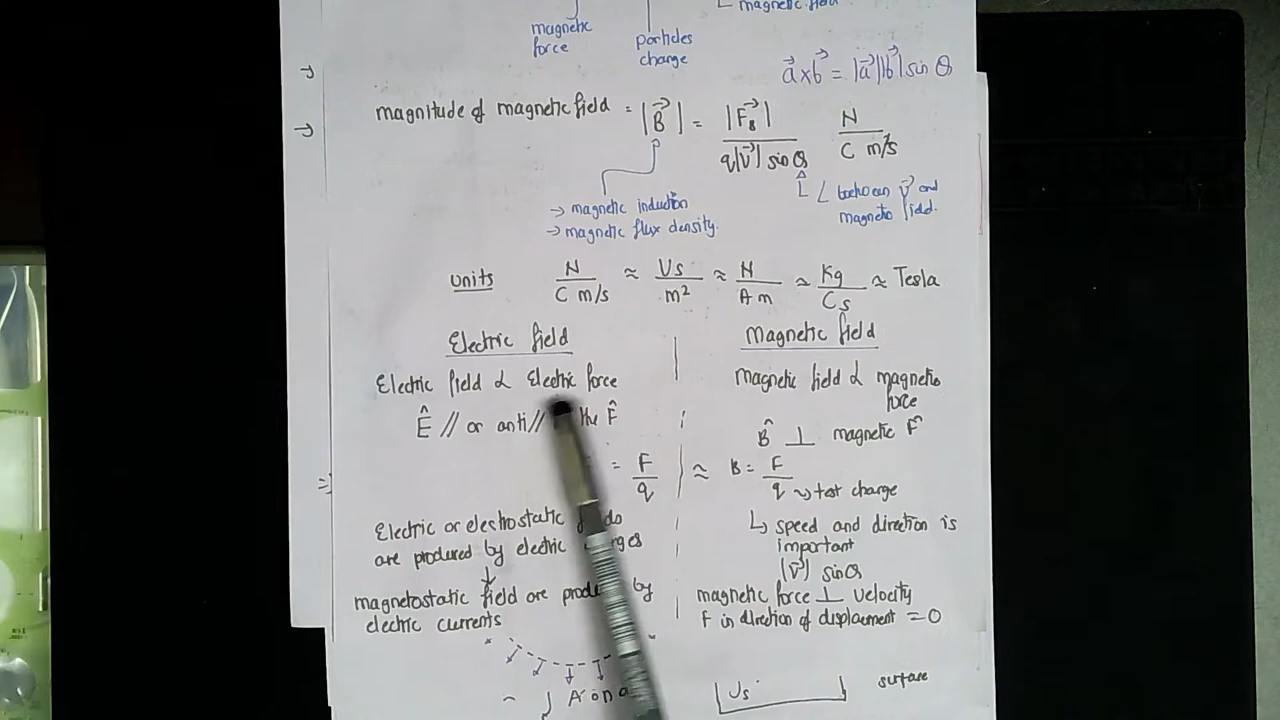 magnetic field
magnetic
force
particles
charge
a⃗ x b⃗ = |a⃗| |b⃗| sin θ
magnitude of magnetic field = |B⃗| = |F⃗B| / q|v⃗| sin θ N / C m/s
∠ between v⃗ and
magnetic field.
→ magnetic induction
→ magnetic flux density.
units N / C m/s ≈ Vs / m² ≈ N / A m ≈ Kg / Cs ≈ Tesla
Electric field
Electric field α Electric force
Ê // or anti// the F̂
= F / q
Electric or electrostatic
are produced by electric
magnetostatic field are by
electric currents
Magnetic field
magnetic field α magnetic
force
B̂ ⊥ magnetic F̂
≈ B = F / q → test charge
↳ speed and direction is
important
|v⃗| sin θ
magnetic force ⊥ velocity
F in direction of displacement = 0
surface